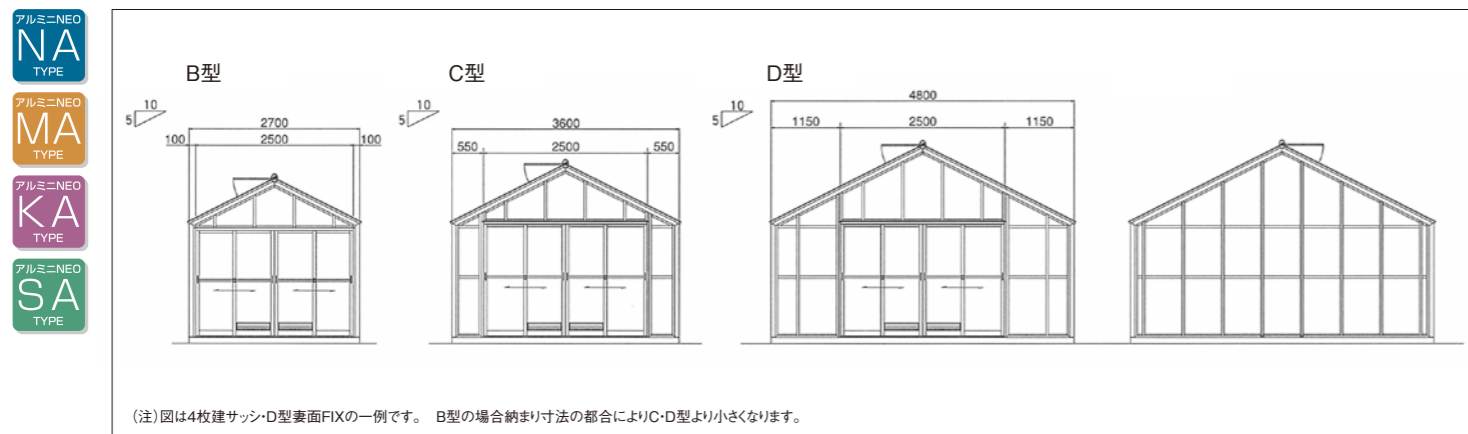 アルミニNEO
NA
TYPE
アルミニNEO
MA
TYPE
アルミニNEO
KA
TYPE
アルミニNEO
SA
TYPE
B型
10
5
2700
100
2500
100
C型
10
5
3600
550
2500
550
D型
10
5
4800
1150
2500
1150
(注)図は4枚建サッシ・D型妻面FIXの一例です。 B型の場合納まり寸法の都合によりC・D型より小さくなります。